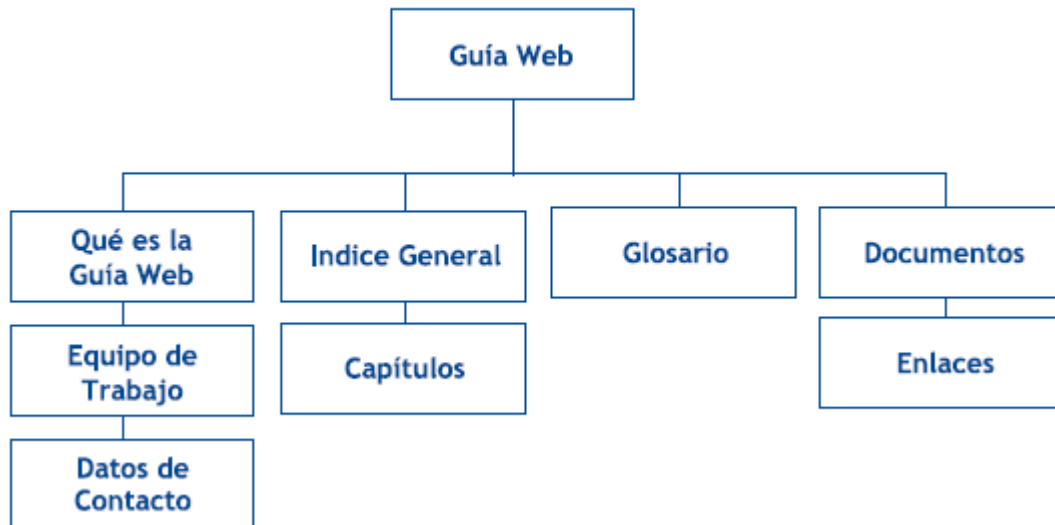 Guía Web
Qué es la
Guía Web
Indice General
Glosario
Documentos
Equipo de
Trabajo
Capítulos
Enlaces
Datos de
Contacto